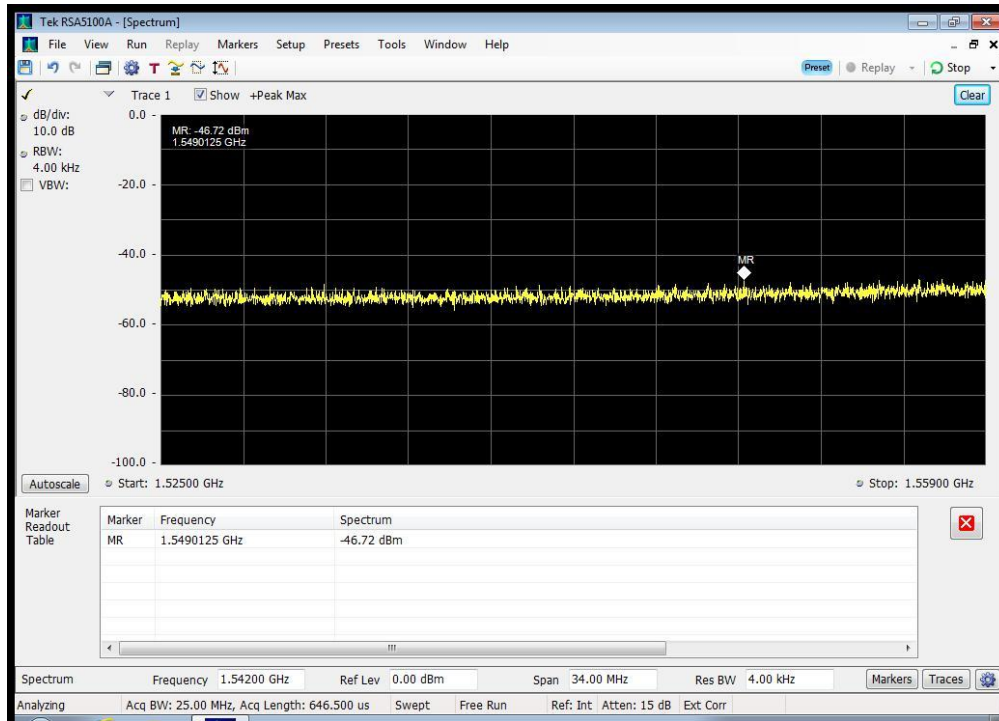 Tek RSA5100A - [Spectrum]
File View Run Replay Markers Setup Presets Tools Window Help
T Preset Replay Stop
Trace 1 Show +Peak Max Clear
dB/div: 0.0 -
10.0 dB MR: -46.72 dBm
RBW: 1.5490125 GHz
4.00 kHz
VBW: -20.0 -
-40.0 -
MR
-60.0 -
-80.0 -
-100.0 -
Autoscale Start: 1.52500 GHz Stop: 1.55900 GHz
Marker Readout Table
Marker Frequency Spectrum
MR 1.5490125 GHz -46.72 dBm
Spectrum Frequency 1.54200 GHz Ref Lev 0.00 dBm Span 34.00 MHz Res BW 4.00 kHz Markers Traces
Analyzing Acq BW: 25.00 MHz, Acq Length: 646.500 us Swept Free Run Ref: Int Atten: 15 dB Ext Corr